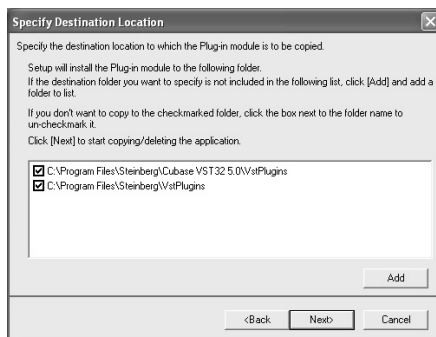 Specify Destination Location
Specify the destination location to which the Plug-in module is to be copied.
Setup will install the Plug-in module to the following folder.
If the destination folder you want to specify is not included in the following list, click [Add] and add a
folder to list.
If you don't want to copy to the checkmarked folder, click the box next to the folder name to
un-checkmark it.
Click [Next] to start copying/deleting the application.
C:\Program Files\Steinberg\Cubase VST32 5.0\VstPlugins
C:\Program Files\Steinberg\VstPlugins
Add
<Back
Next>
Cancel